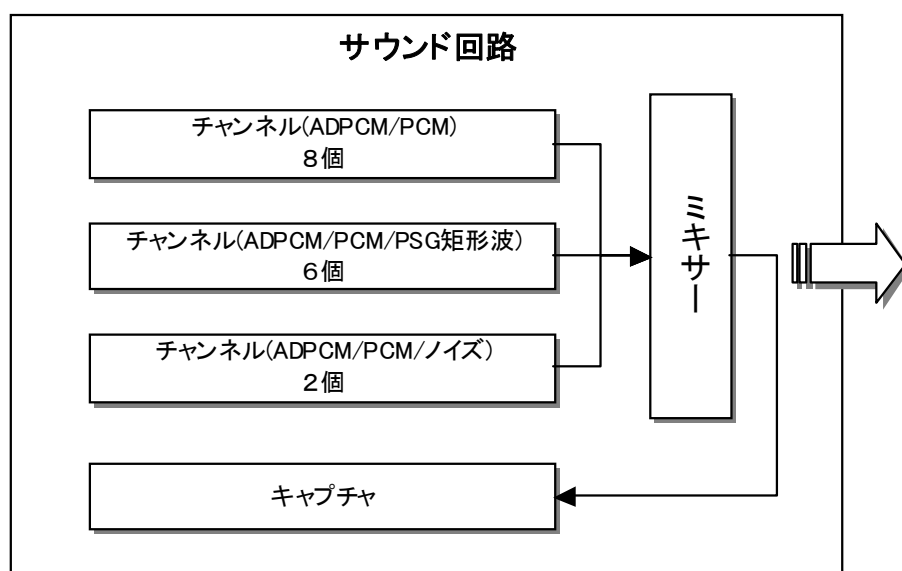 サウンド回路
チャンネル(ADPCM/PCM)
８個
チャンネル(ADPCM/PCM/PSG矩形波)
６個
チャンネル(ADPCM/PCM/ノイズ)
２個
ミキサー
キャプチャ